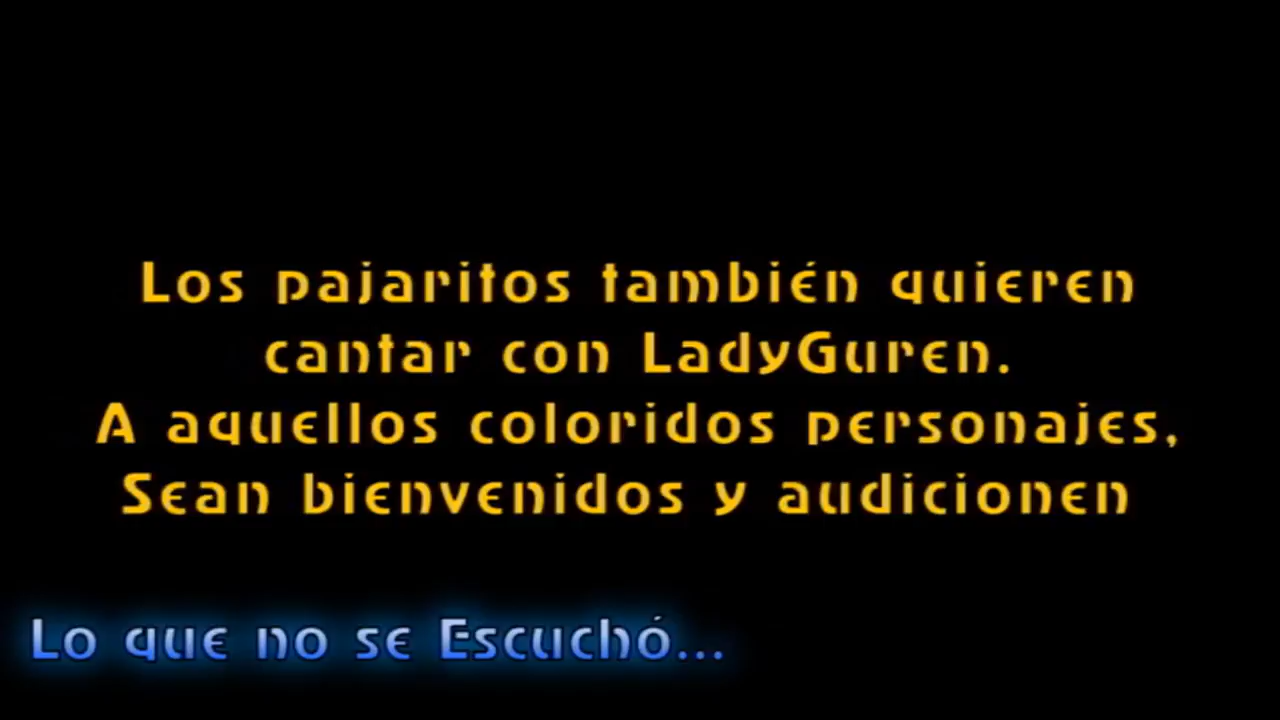 Los pajaritos también quieren
cantar con LadyGuren.
A aquellos coloridos personajes,
Sean bienvenidos y audicionen
Lo que no se Escuchó...